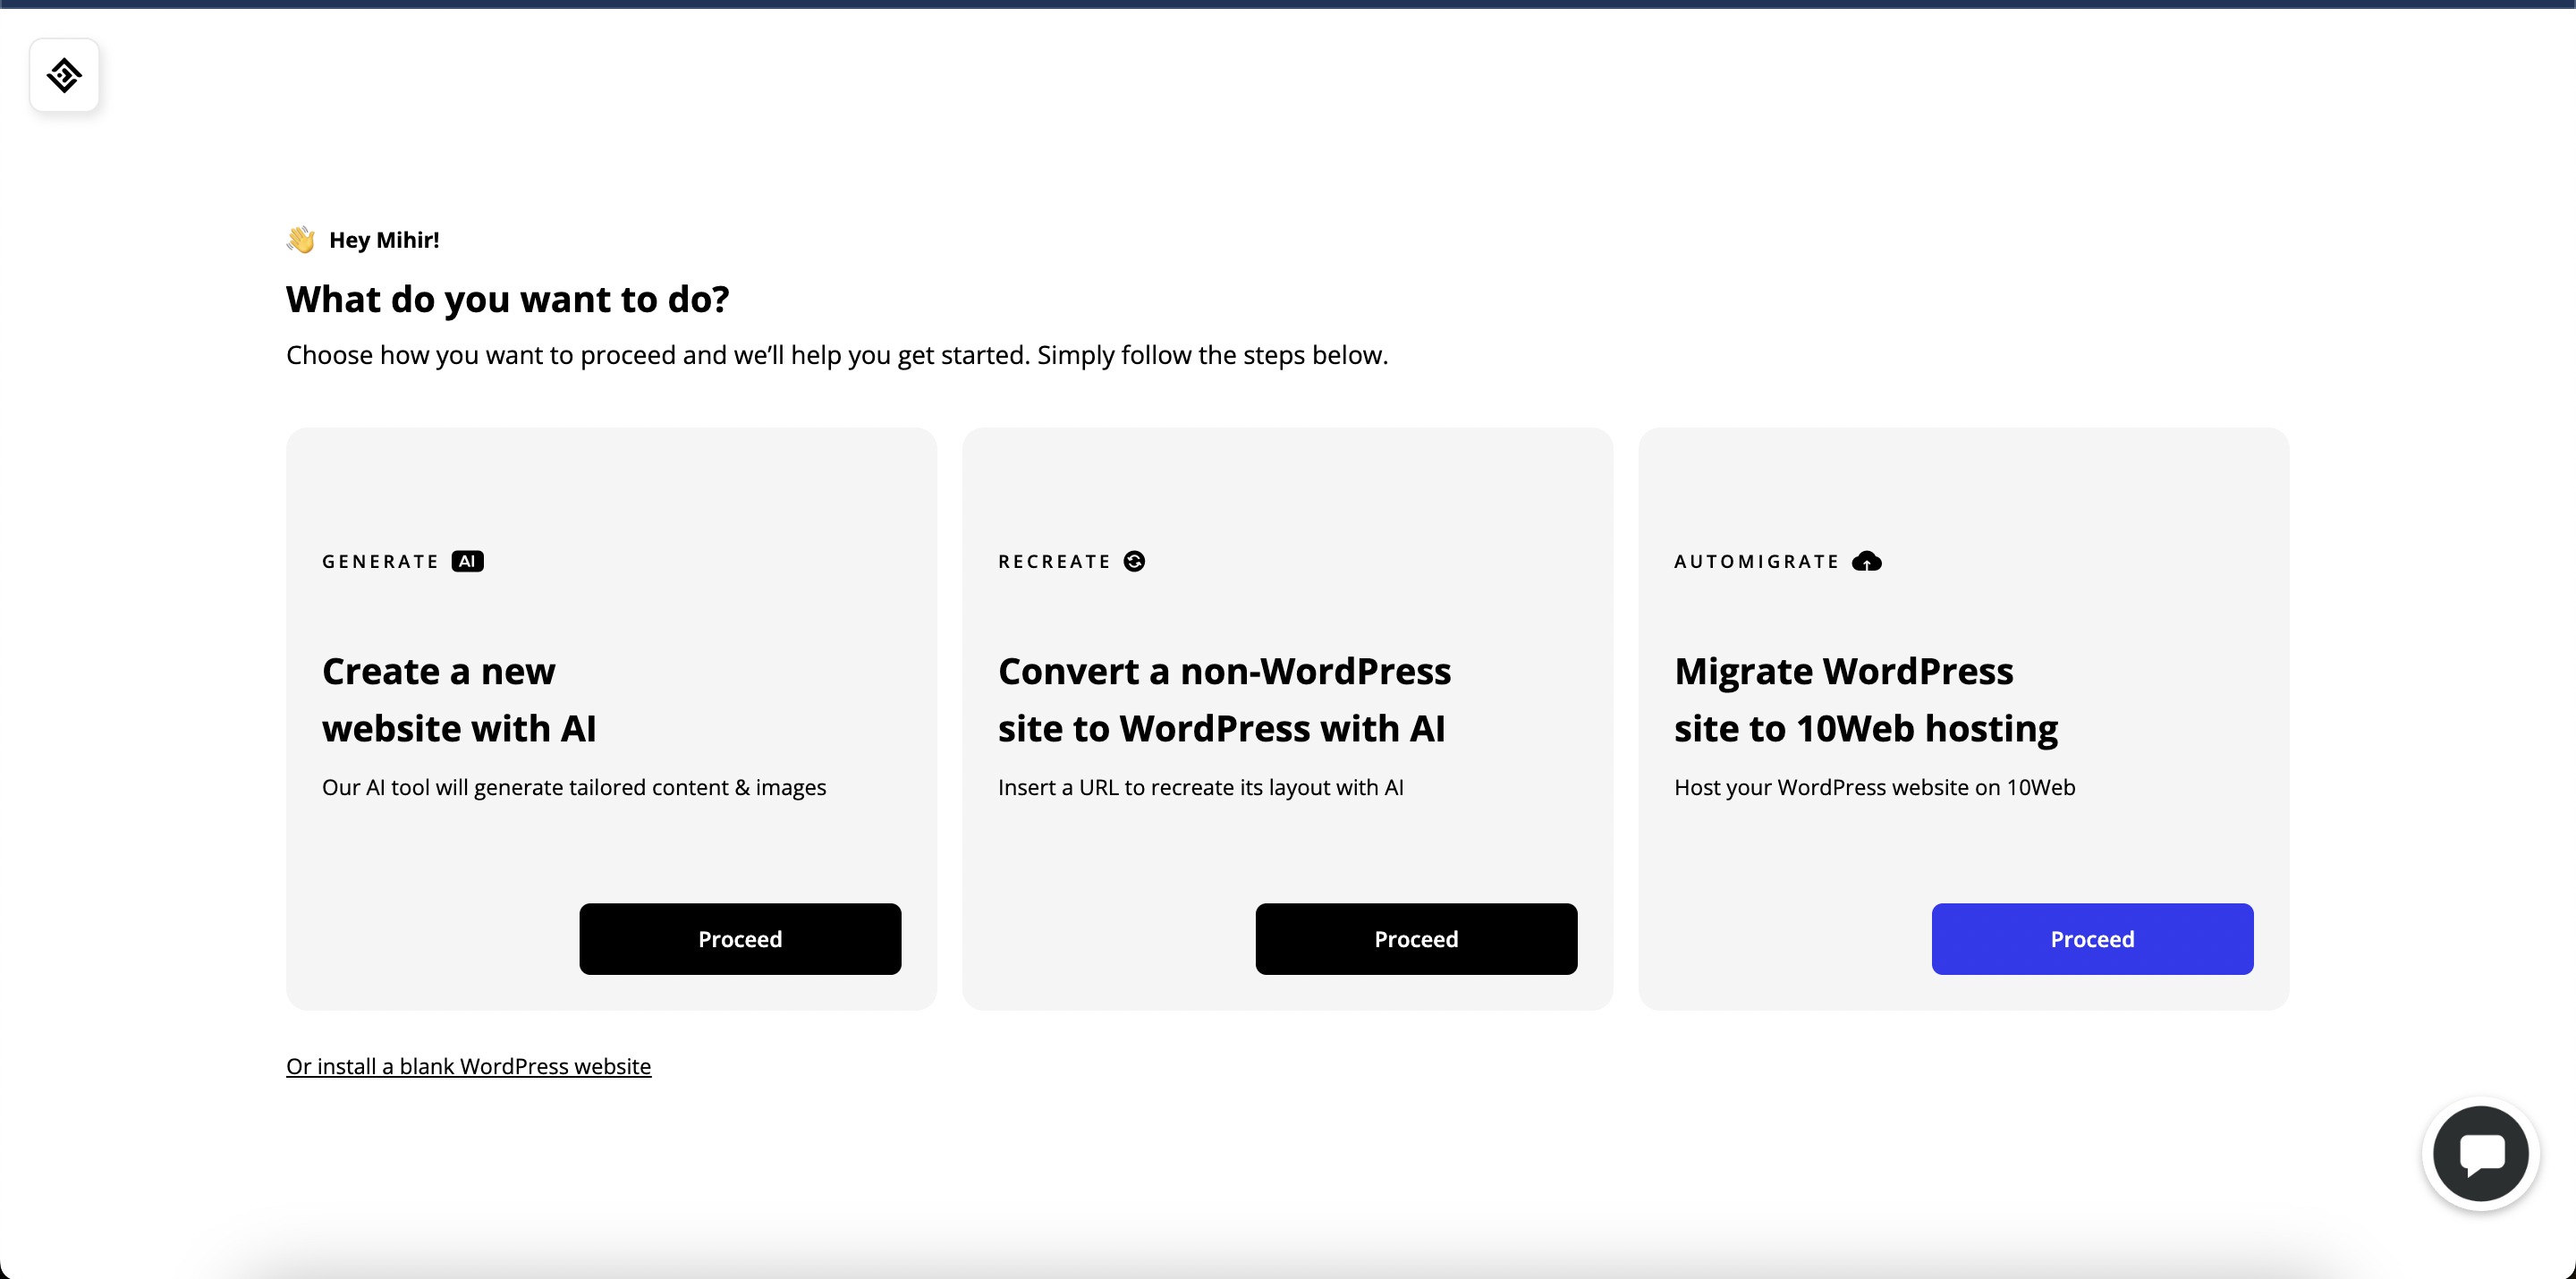 Hey Mihir!
What do you want to do?
Choose how you want to proceed and we’ll help you get started. Simply follow the steps below.
GENERATE AI
Create a new
website with AI
Our AI tool will generate tailored content & images
Proceed
RECREATE
Convert a non-WordPress
site to WordPress with AI
Insert a URL to recreate its layout with AI
Proceed
AUTOMIGRATE
Migrate WordPress
site to 10Web hosting
Host your WordPress website on 10Web
Proceed
Or install a blank WordPress website